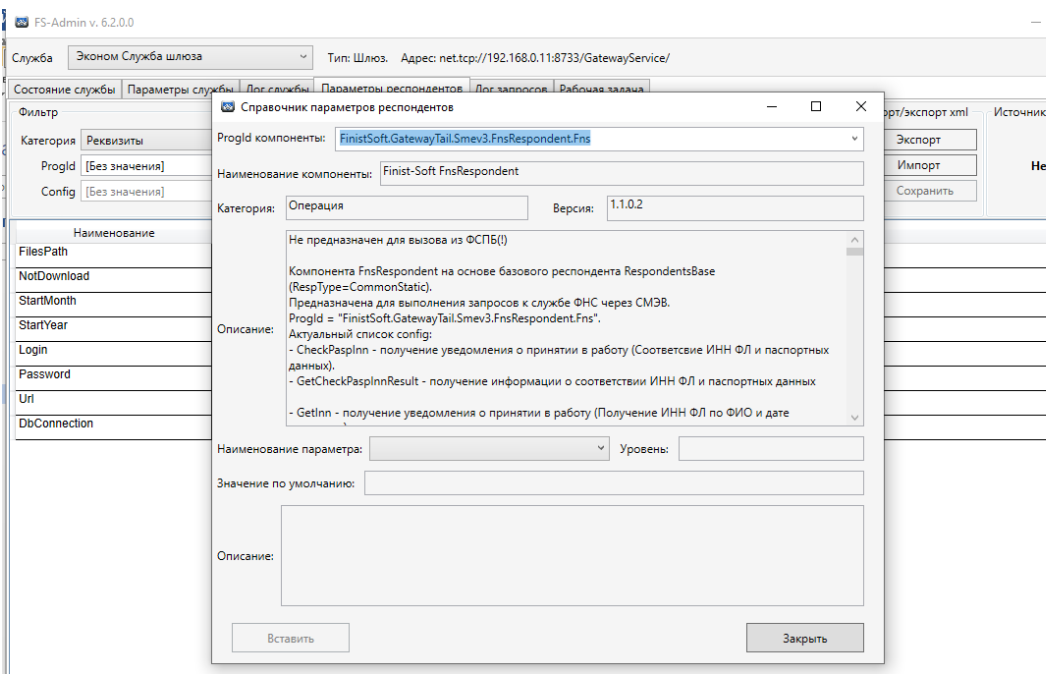 FS-Admin v. 6.2.0.0
Служба Эконом Служба шлюза Тип: Шлюз. Адрес: net.tcp://192.168.0.11:8733/GatewayService/
Состояние службы Параметры службы Лог службы Параметры респондентов Лог запросов Рабочая задача
Фильтр
Категория Реквизиты
ProgId [Без значения]
Config [Без значения]
Наименование
FilesPath
NotDownload
StartMonth
StartYear
Login
Password
Url
DbConnection
Справочник параметров респондентов
ProgId компоненты: FinistSoft.GatewayTail.Smev3.FnsRespondent.Fns
Наименование компоненты: Finist-Soft FnsRespondent
Категория: Операция Версия: 1.1.0.2
Описание:
Не предназначен для вызова из ФСПБ(!)
Компонента FnsRespondent на основе базового респондента RespondentsBase
(RespType=CommonStatic).
Предназначена для выполнения запросов к службе ФНС через СМЭВ.
ProgId = "FinistSoft.GatewayTail.Smev3.FnsRespondent.Fns".
Актуальный список config:
- CheckPaspInn - получение уведомления о принятии в работу (Соответсвие ИНН ФЛ и паспортных
данных).
- GetCheckPaspInnResult - получение информации о соответствии ИНН ФЛ и паспортных данных
- GetInn - получение уведомления о принятии в работу (Получение ИНН ФЛ по ФИО и дате
Наименование параметра: Уровень:
Значение по умолчанию:
Описание:
Вставить Закрыть
рт/экспорт xml Источник
Экспорт
Импорт Не
Сохранить